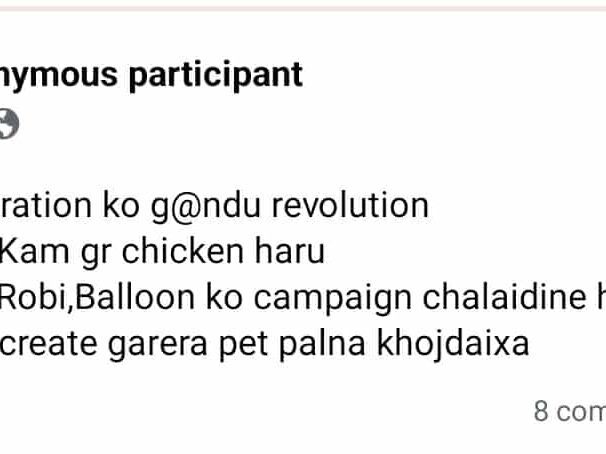 nymous participant
ration ko g@ndu revolution
Kam gr chicken haru
Robi,Balloon ko campaign chalaidine h
create garera pet palna khojdaixa
8 com